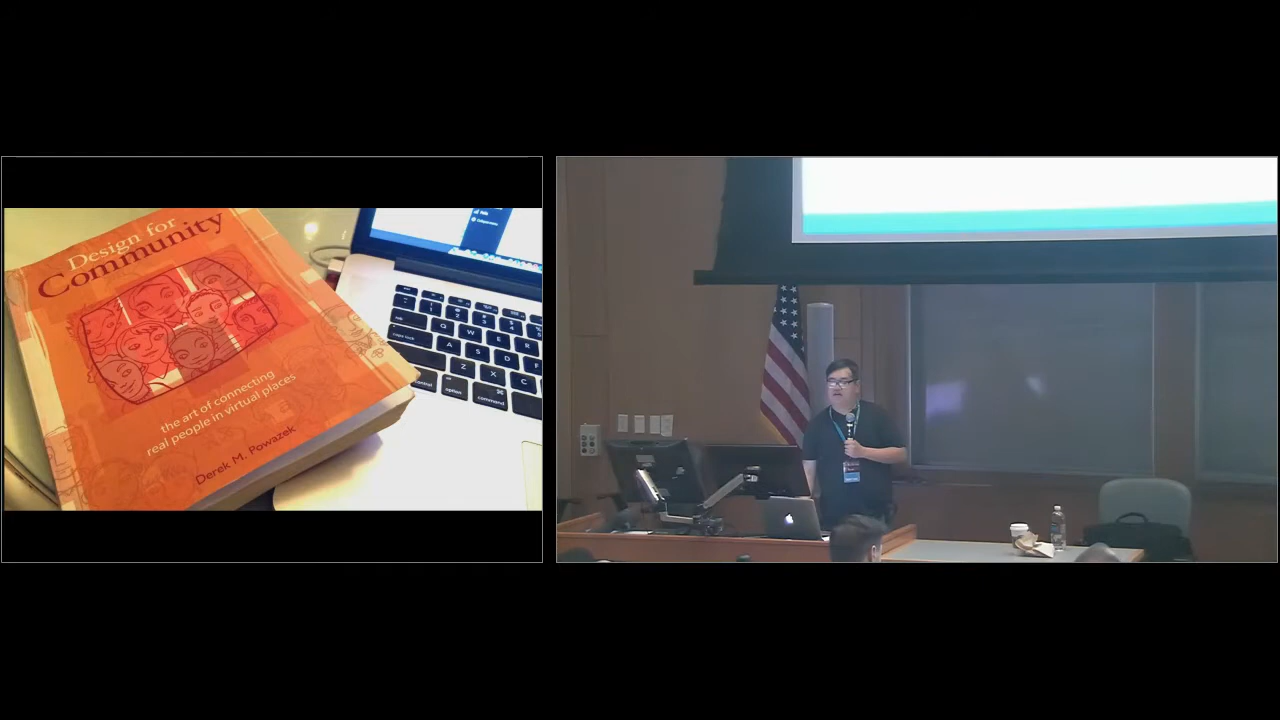 Design for
Community
the art of connecting
real people in virtual places
Derek M. Powazek
tab
caps lock
Q W E R
A S D F
Z X C
control
option
command